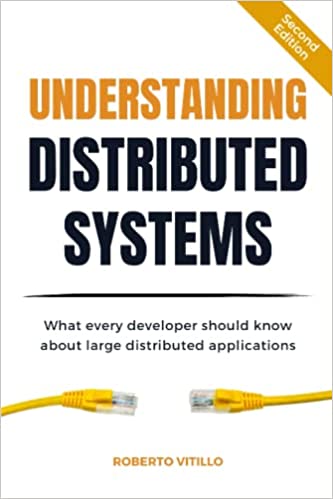 Second
Edition
UNDERSTANDING
DISTRIBUTED
SYSTEMS
What every developer should know
about large distributed applications
ROBERTO VITILLO